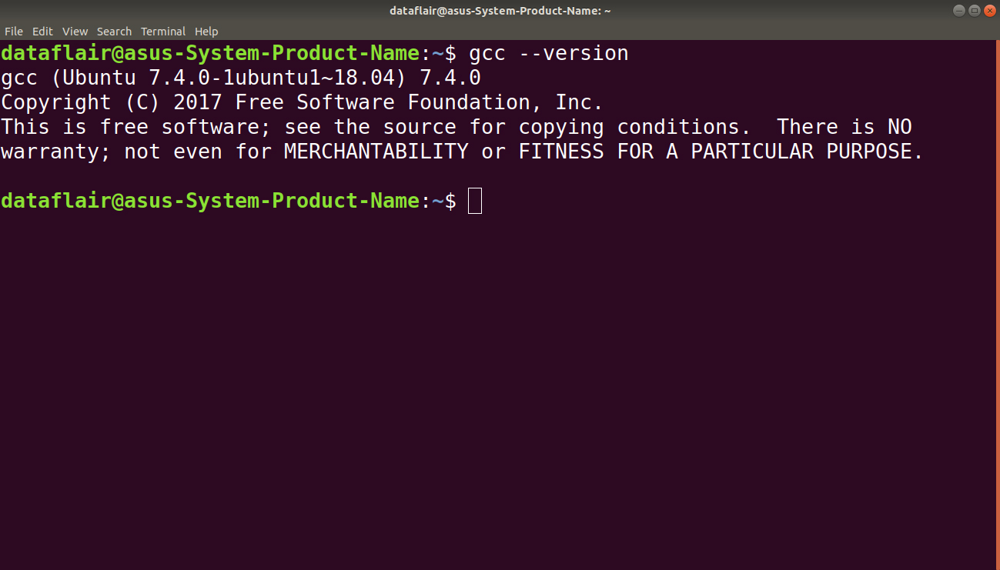 dataflair@asus-System-Product-Name: ~
File Edit View Search Terminal Help
dataflair@asus-System-Product-Name:~$ gcc --version
gcc (Ubuntu 7.4.0-1ubuntu1~18.04) 7.4.0
Copyright (C) 2017 Free Software Foundation, Inc.
This is free software; see the source for copying conditions.  There is NO
warranty; not even for MERCHANTABILITY or FITNESS FOR A PARTICULAR PURPOSE.
dataflair@asus-System-Product-Name:~$